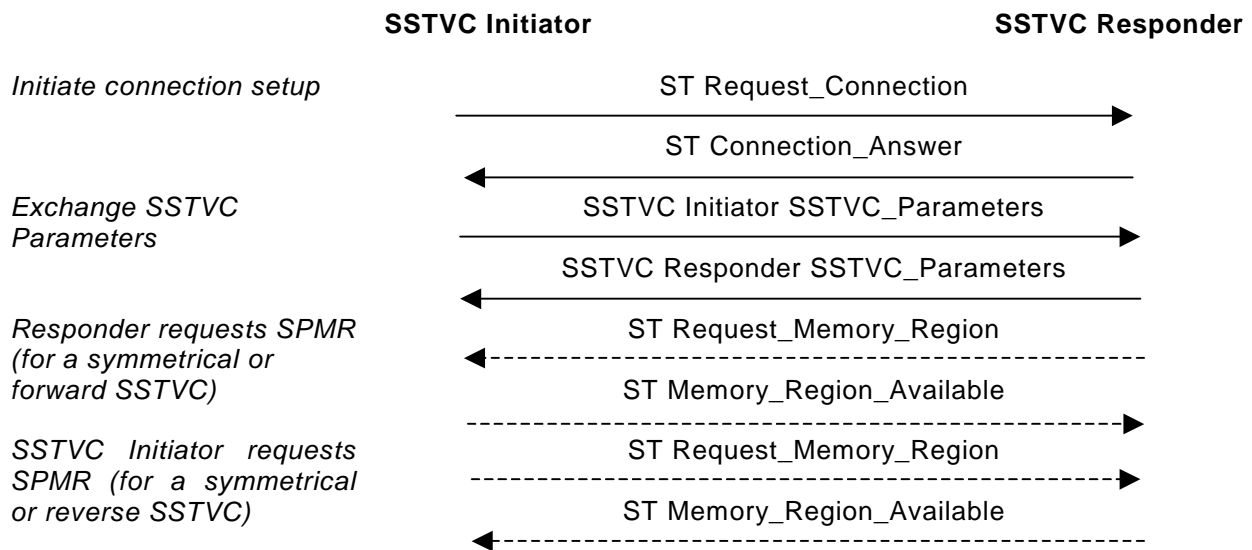 SSTVC Initiator
SSTVC Responder
Initiate connection setup
ST Request_Connection
ST Connection_Answer
Exchange SSTVC
Parameters
SSTVC Initiator SSTVC_Parameters
SSTVC Responder SSTVC_Parameters
Responder requests SPMR
(for a symmetrical or
forward SSTVC)
ST Request_Memory_Region
ST Memory_Region_Available
SSTVC Initiator requests
SPMR (for a symmetrical
or reverse SSTVC)
ST Request_Memory_Region
ST Memory_Region_Available